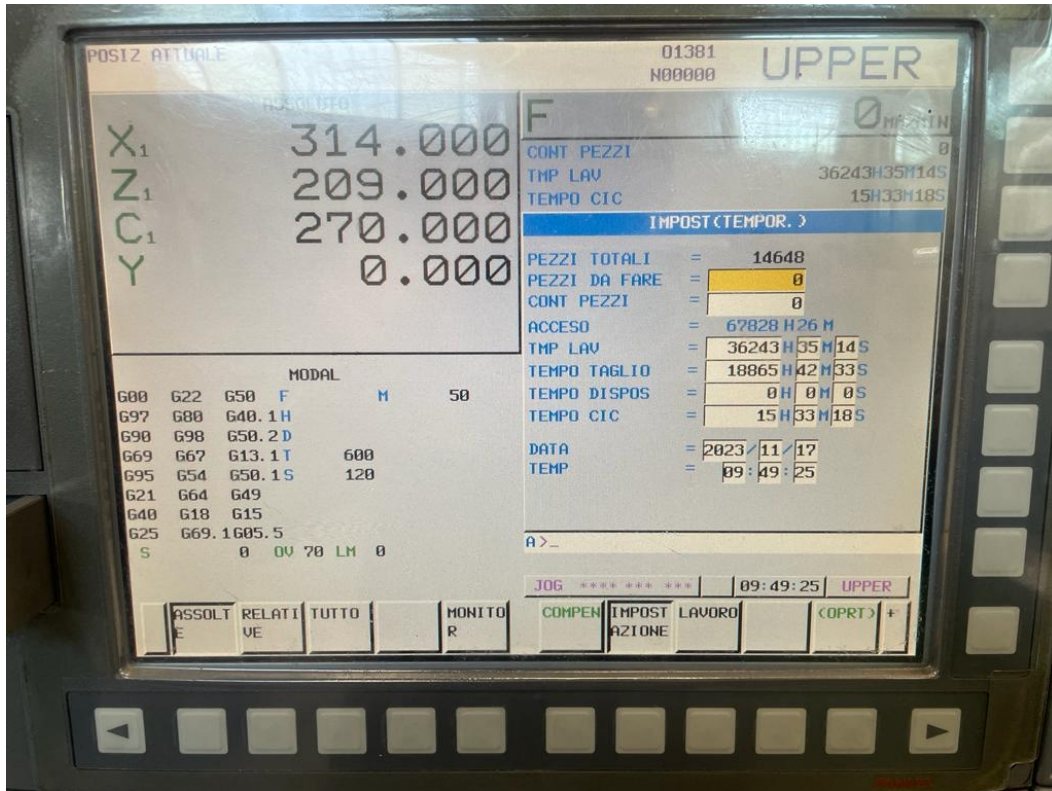 POSIZ ATTUALE
O1381
N00000
UPPER
ASSOLUTO
X1 314.000
Z1 209.000
C1 270.000
Y 0.000
F 0 MM/MIN
CONT PEZZI 0
TMP LAV 36243H35M14S
TEMPO CIC 15H33M18S
IMPOST(TEMPOR.)
PEZZI TOTALI = 14648
PEZZI DA FARE = 0
CONT PEZZI = 0
ACCESO = 67828 H 26 M
TMP LAV = 36243 H 35 M 14 S
TEMPO TAGLIO = 18865 H 42 M 33 S
TEMPO DISPOS = 0 H 0 M 0 S
TEMPO CIC = 15 H 33 M 18 S
DATA = 2023/11/17
TEMP = 09:49:25
MODAL
G00 G22 G50 F M 50
G97 G80 G40.1 H
G90 G98 G50.2 D
G69 G67 G13.1 T 600
G95 G54 G50.1 S 120
G21 G64 G49
G40 G18 G15
G25 G69.1 G05.5
S 0 OV 70 LM 0
A>_
JOG **** *** *** 09:49:25 UPPER
ASSOLTE RELATIVE TUTTO MONITOR COMPEN IMPOSTAZIONE LAVORO (OPRT) +